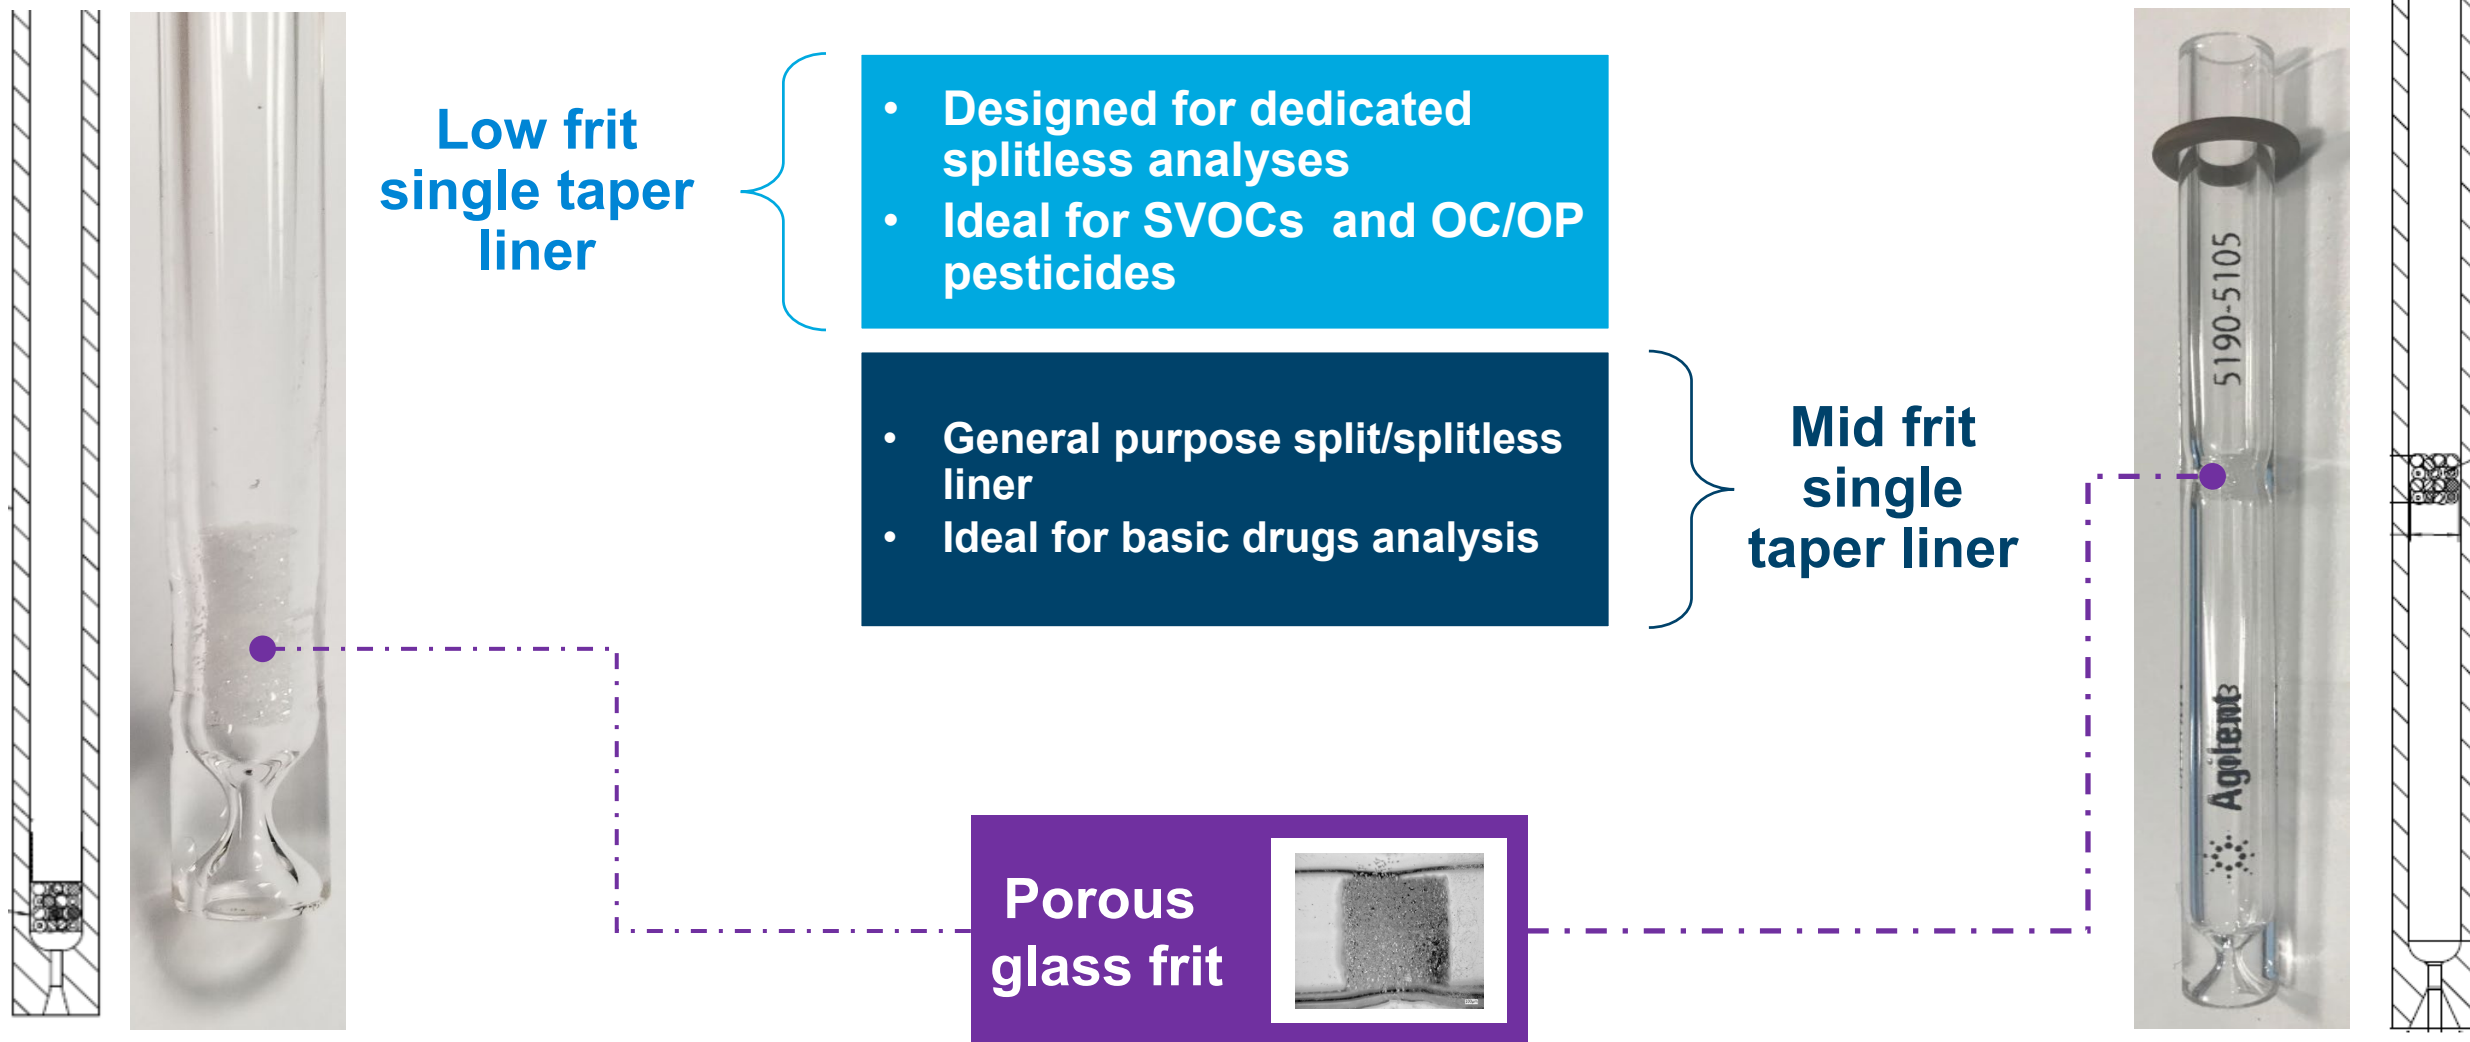 Low frit
single taper
liner
• Designed for dedicated
splitless analyses
• Ideal for SVOCs  and OC/OP
pesticides
• General purpose split/splitless
liner
• Ideal for basic drugs analysis
Mid frit
single
taper liner
Porous
glass frit
5190-5105
Agilent